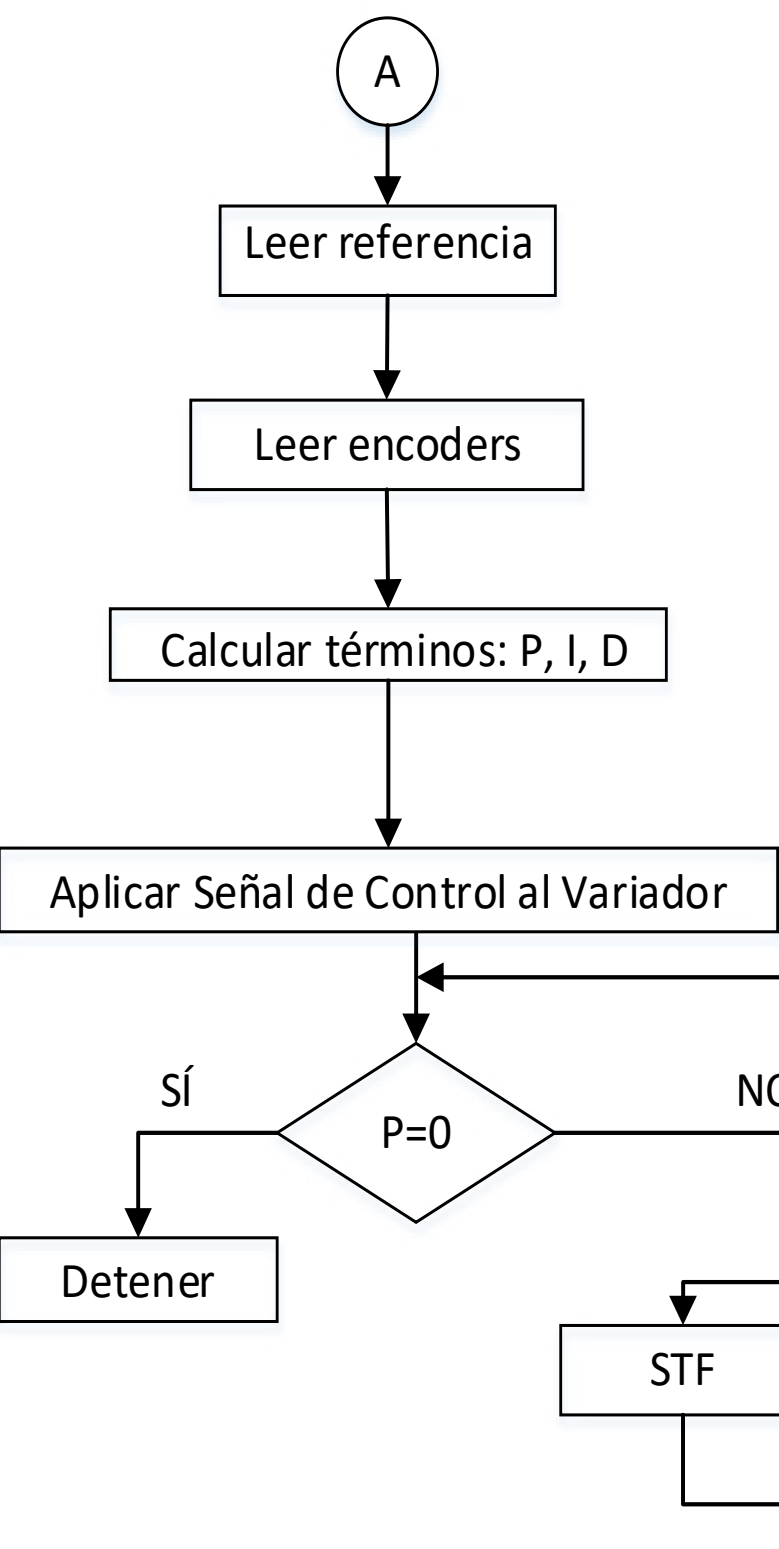 A
Leer referencia
Leer encoders
Calcular términos: P, I, D
Aplicar Señal de Control al Variador
SÍ
P=0
Detener
STF